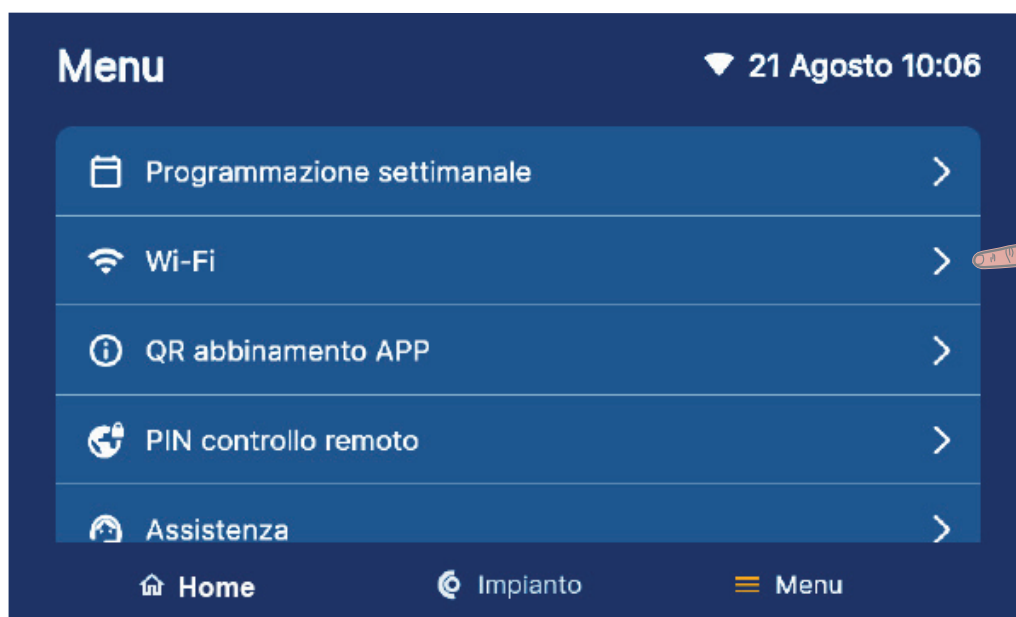 Menu
21 Agosto 10:06
Programmazione settimanale
Wi-Fi
QR abbinamento APP
PIN controllo remoto
Assistenza
Home
Impianto
Menu